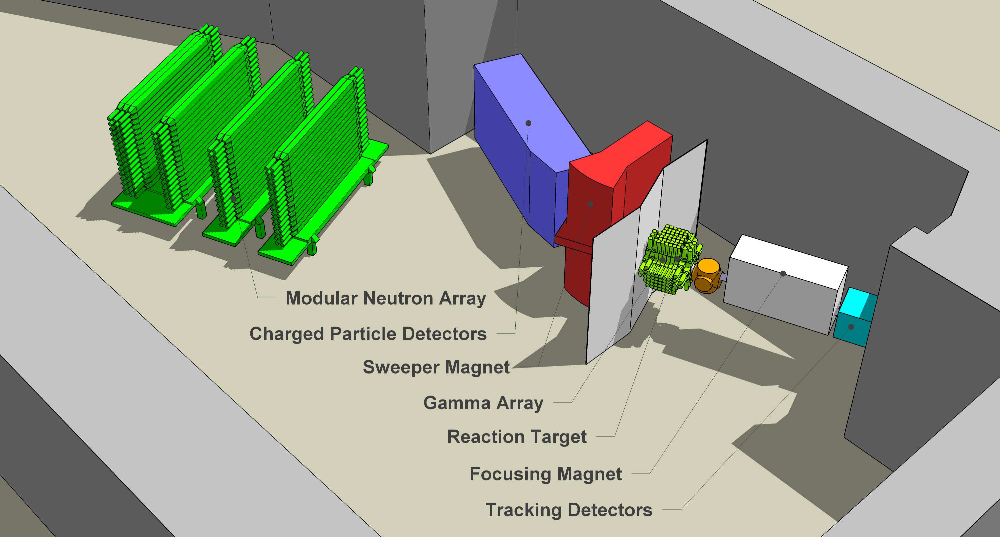 Modular Neutron Array
Charged Particle Detectors
Sweeper Magnet
Gamma Array
Reaction Target
Focusing Magnet
Tracking Detectors